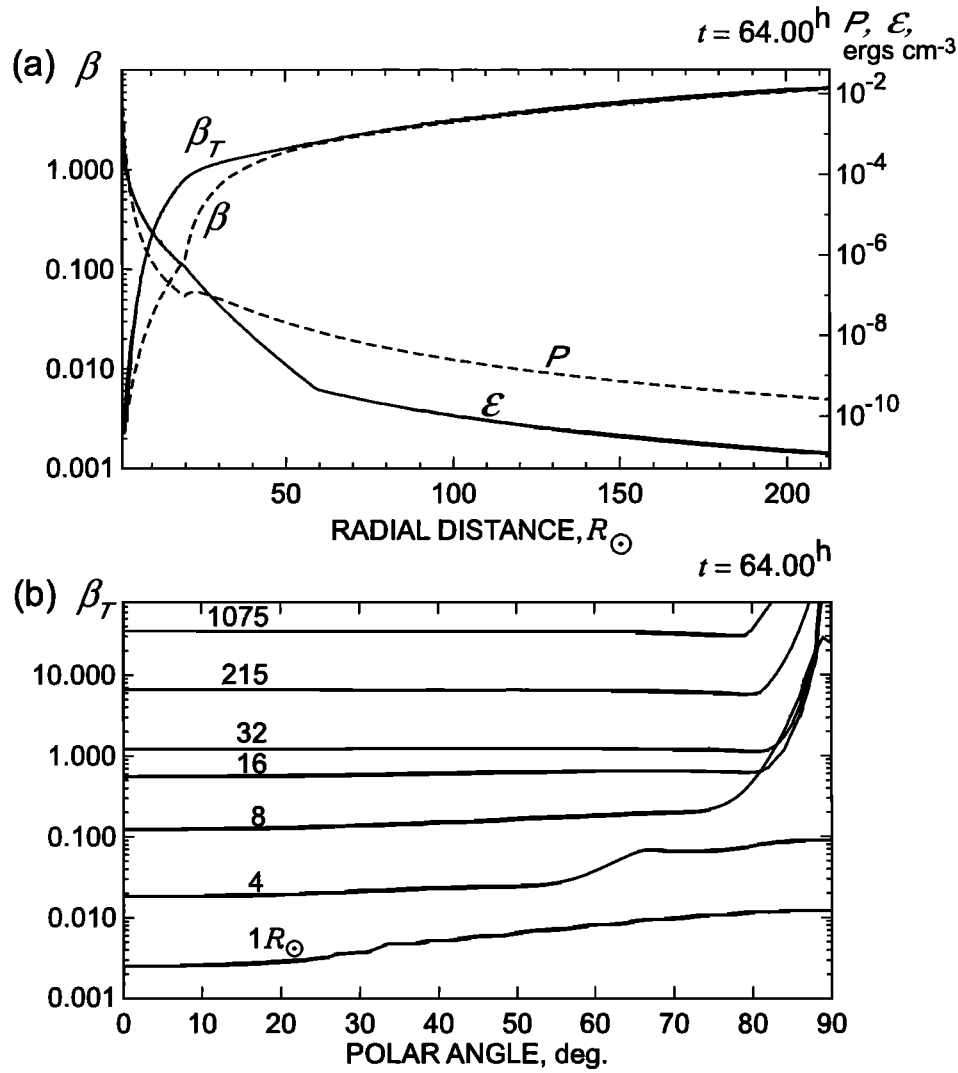 t = 64.00h P, ℰ,
(a) β ergs cm-3
10-2
β_T
1.000 10-4
β
0.100 10-6
10-8
0.010 P
ℰ 10-10
0.001
50 100 150 200
RADIAL DISTANCE, R☉
t = 64.00h
(b) β_T
1075
10.000 215
32
1.000
16
8
0.100
4
0.010
1R☉
0.001
0 10 20 30 40 50 60 70 80 90
POLAR ANGLE, deg.